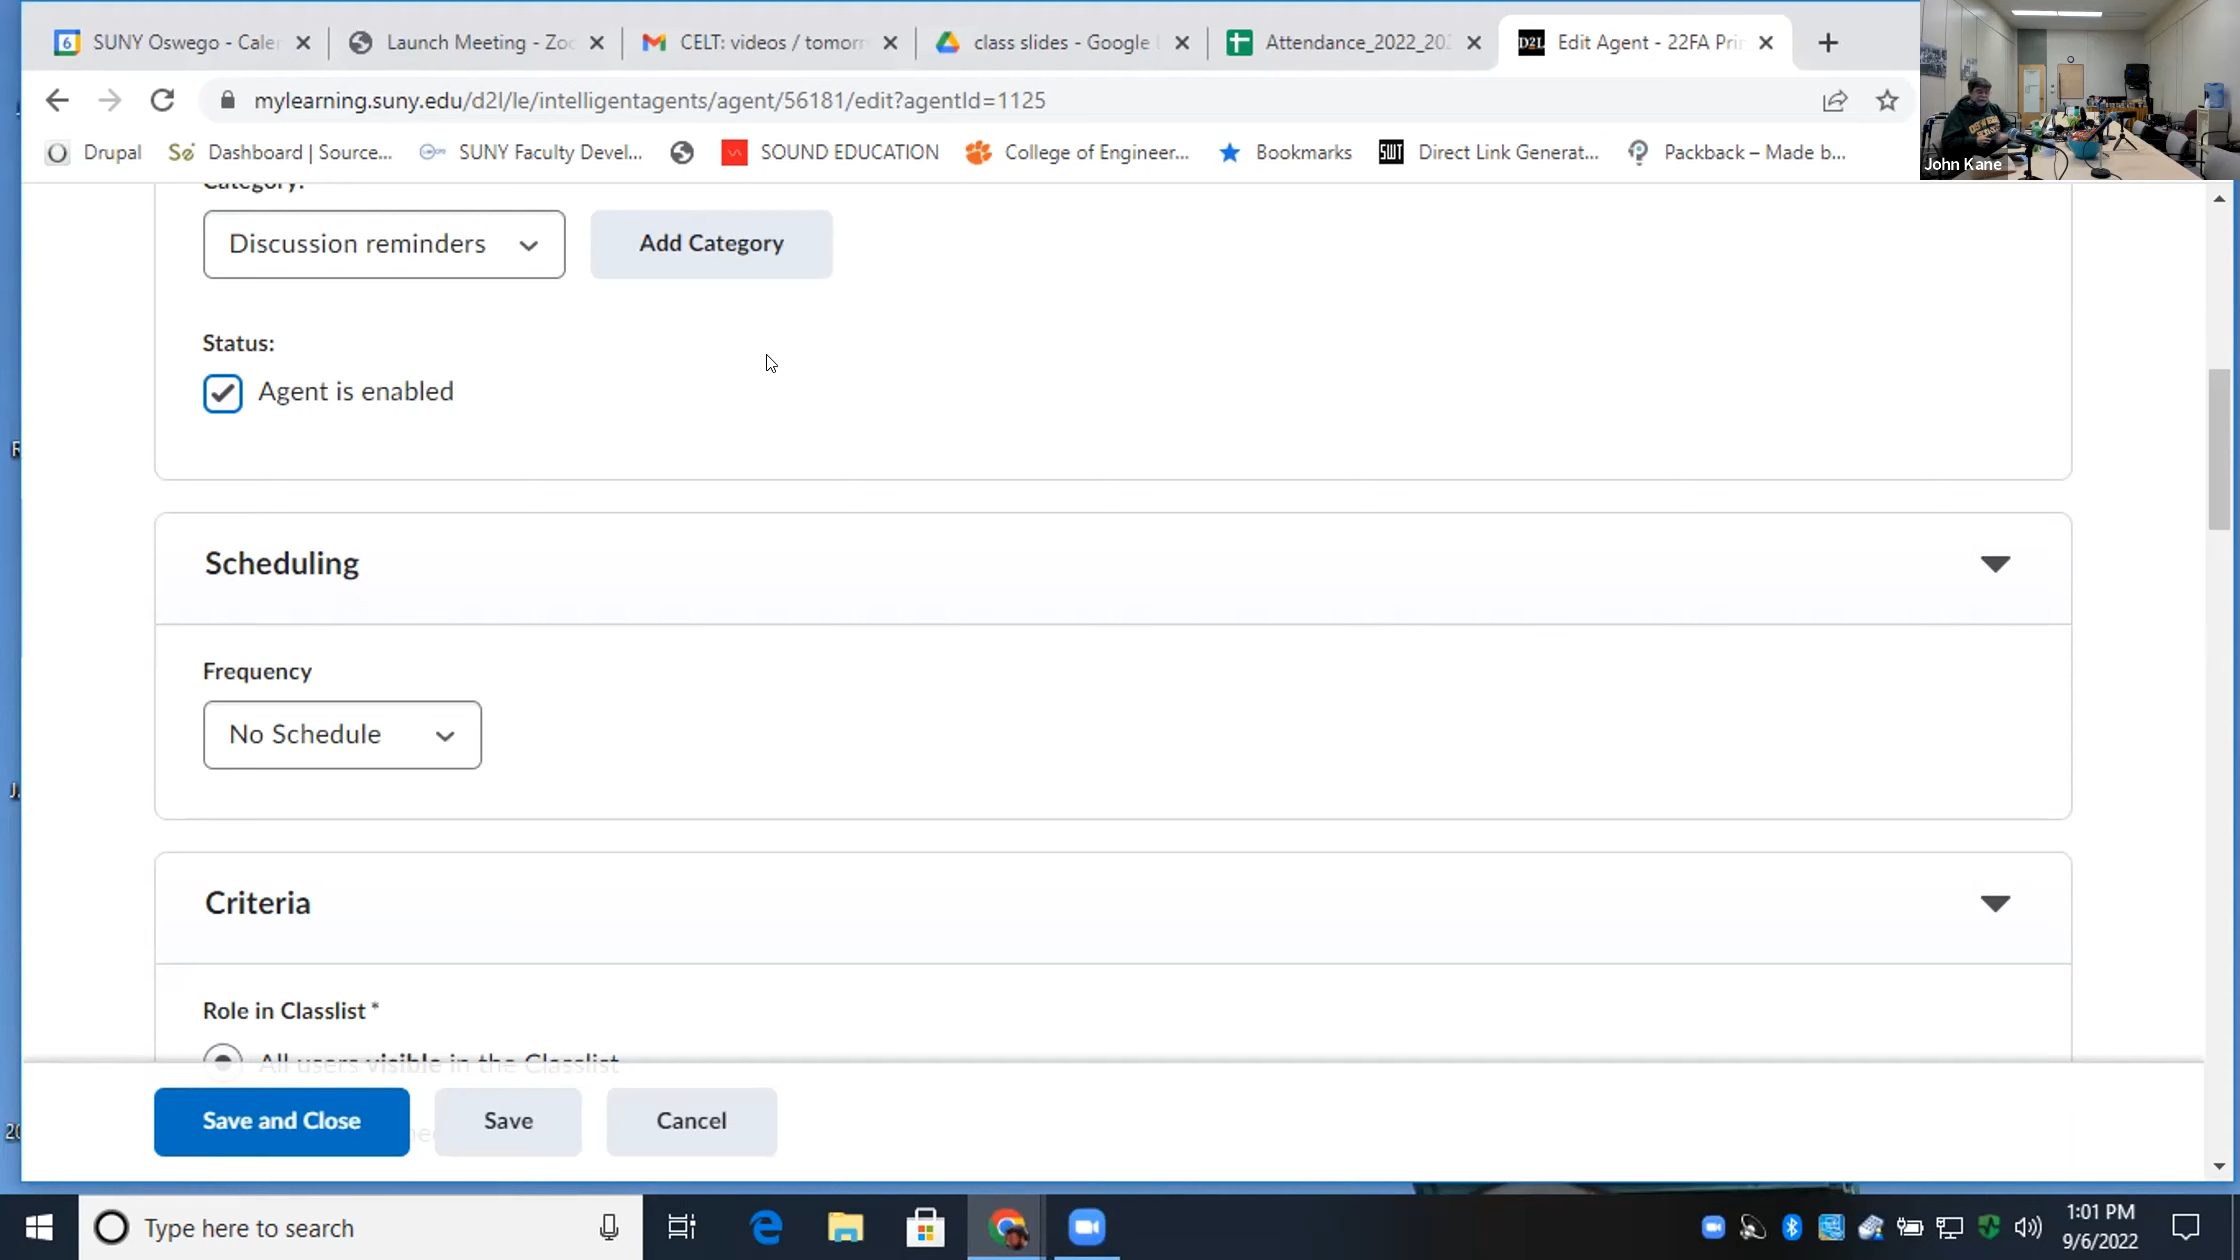 SUNY Oswego - Cale
Launch Meeting - Zoo
CELT: videos / tomorr
class slides - Google
Attendance_2022_202
D2L
Edit Agent - 22FA Pri
mylearning.suny.edu/d2l/le/intelligentagents/agent/56181/edit?agentId=1125
Drupal
Dashboard | Source...
SUNY Faculty Devel...
SOUND EDUCATION
College of Engineer...
Bookmarks
SWT
Direct Link Generat...
Packback – Made b...
John Kane
Category:
Discussion reminders
Add Category
Status:
Agent is enabled
Scheduling
Frequency
No Schedule
Criteria
Role in Classlist *
All users visible in the Classlist
Save and Close
Save
Cancel
Type here to search
1:01 PM
9/6/2022